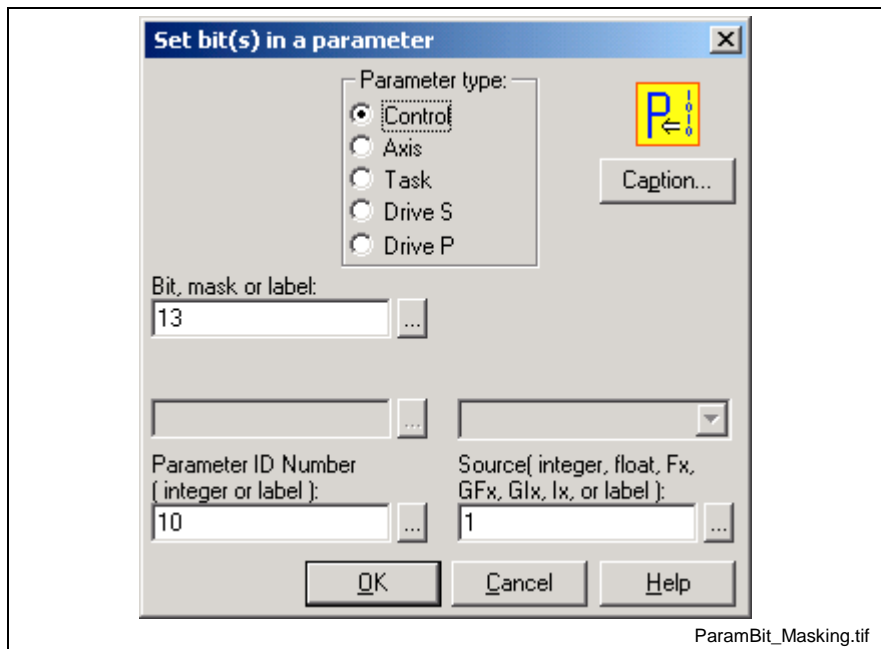 Set bit(s) in a parameter
Parameter type:
Control
Axis
Task
Drive S
Drive P
P
Caption...
Bit, mask or label:
13
...
...
Parameter ID Number
( integer or label ):
10
...
Source( integer, float, Fx,
GFx, GIx, Ix, or label ):
1
...
OK
Cancel
Help
ParamBit_Masking.tif